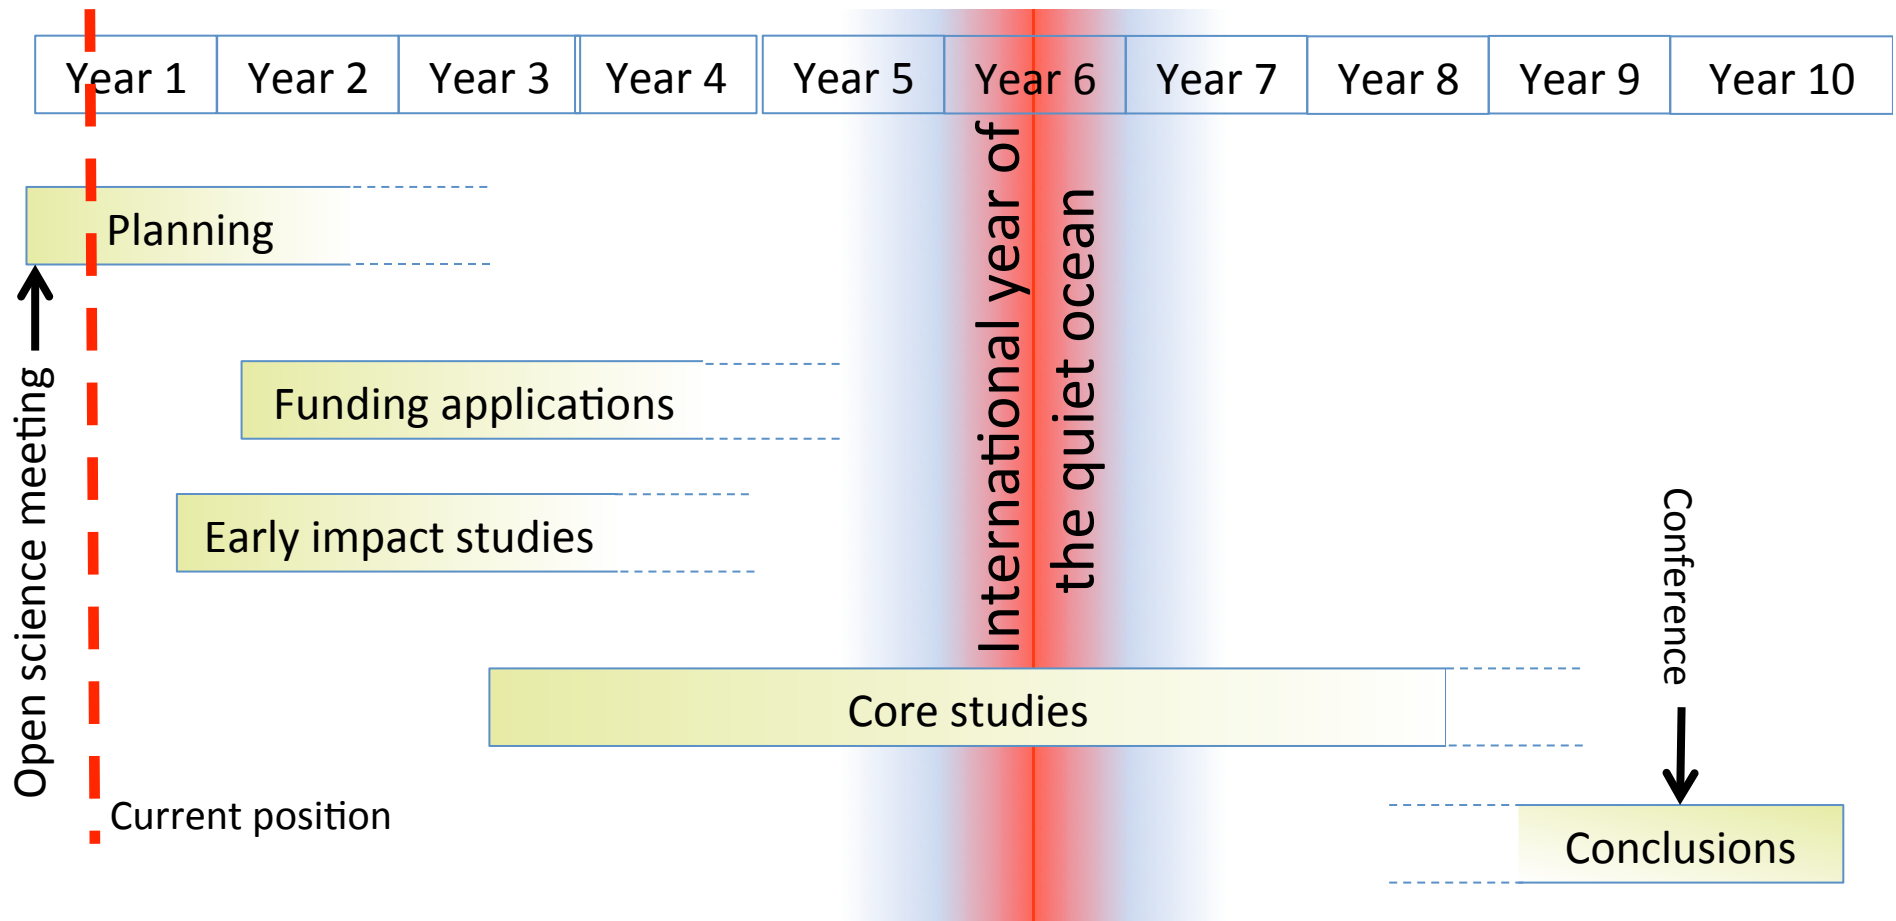 Year 1
Year 2
Year 3
Year 4
Year 5
Year 6
Year 7
Year 8
Year 9
Year 10
Planning
Open science meeting
Funding applications
Early impact studies
International year of
the quiet ocean
Core studies
Conference
Current position
Conclusions